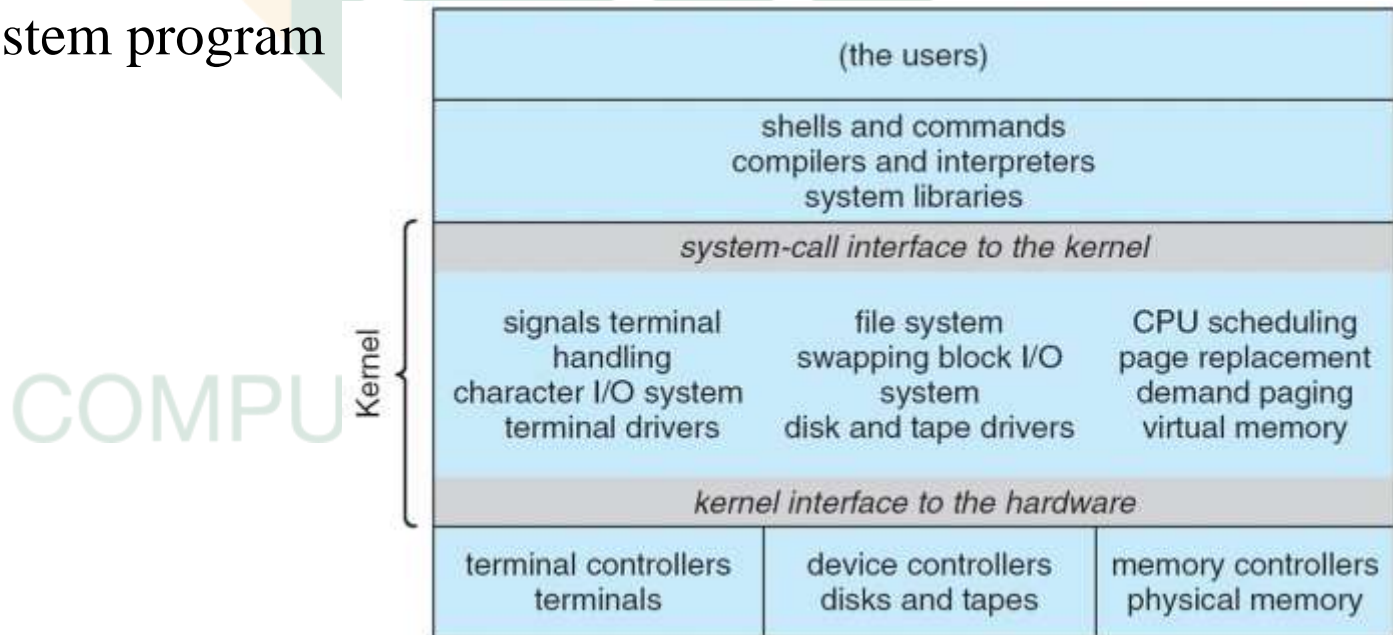 stem program
(the users)
shells and commands
compilers and interpreters
system libraries
system-call interface to the kernel
Kernel
signals terminal
handling
character I/O system
terminal drivers
file system
swapping block I/O
system
disk and tape drivers
CPU scheduling
page replacement
demand paging
virtual memory
kernel interface to the hardware
terminal controllers
terminals
device controllers
disks and tapes
memory controllers
physical memory
COMPU